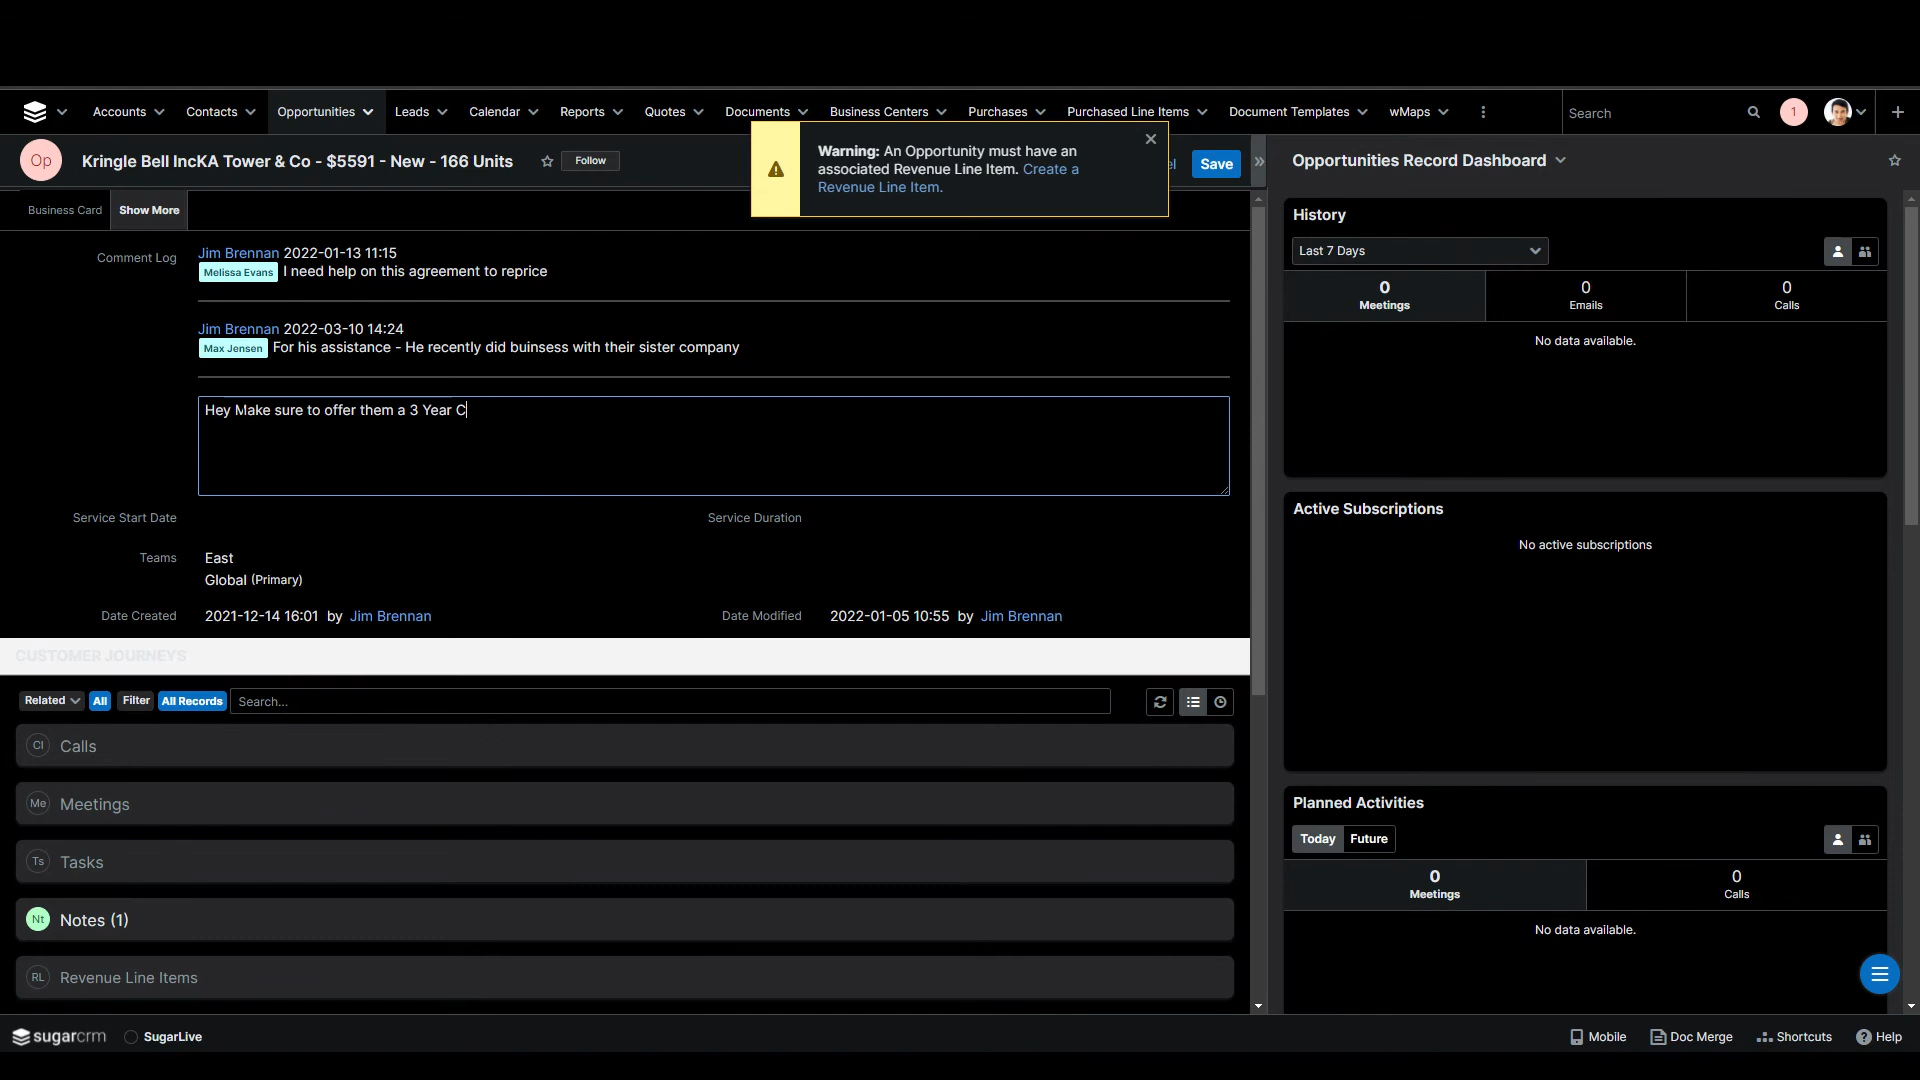 Accounts
Contacts
Opportunities
Leads
Calendar
Reports
Quotes
Documents
Business Centers
Purchases
Purchased Line Items
Document Templates
wMaps
Search
1
Op
Kringle Bell IncKA Tower & Co - $5591 - New - 166 Units
Follow
Warning: An Opportunity must have an
associated Revenue Line Item. Create a
Revenue Line Item.
Save
Opportunities Record Dashboard
Business Card
Show More
Comment Log
Jim Brennan 2022-01-13 11:15
Melissa Evans I need help on this agreement to reprice
Jim Brennan 2022-03-10 14:24
Max Jensen For his assistance - He recently did buinsess with their sister company
Hey Make sure to offer them a 3 Year C
Service Start Date
Service Duration
Teams
East
Global (Primary)
Date Created
2021-12-14 16:01 by Jim Brennan
Date Modified
2022-01-05 10:55 by Jim Brennan
CUSTOMER JOURNEYS
Related
All
Filter
All Records
Search...
Cl Calls
Me Meetings
Ts Tasks
Nt Notes (1)
RL Revenue Line Items
History
Last 7 Days
0
Meetings
0
Emails
0
Calls
No data available.
Active Subscriptions
No active subscriptions
Planned Activities
Today
Future
0
Meetings
0
Calls
No data available.
sugarcrm
SugarLive
Mobile
Doc Merge
Shortcuts
Help